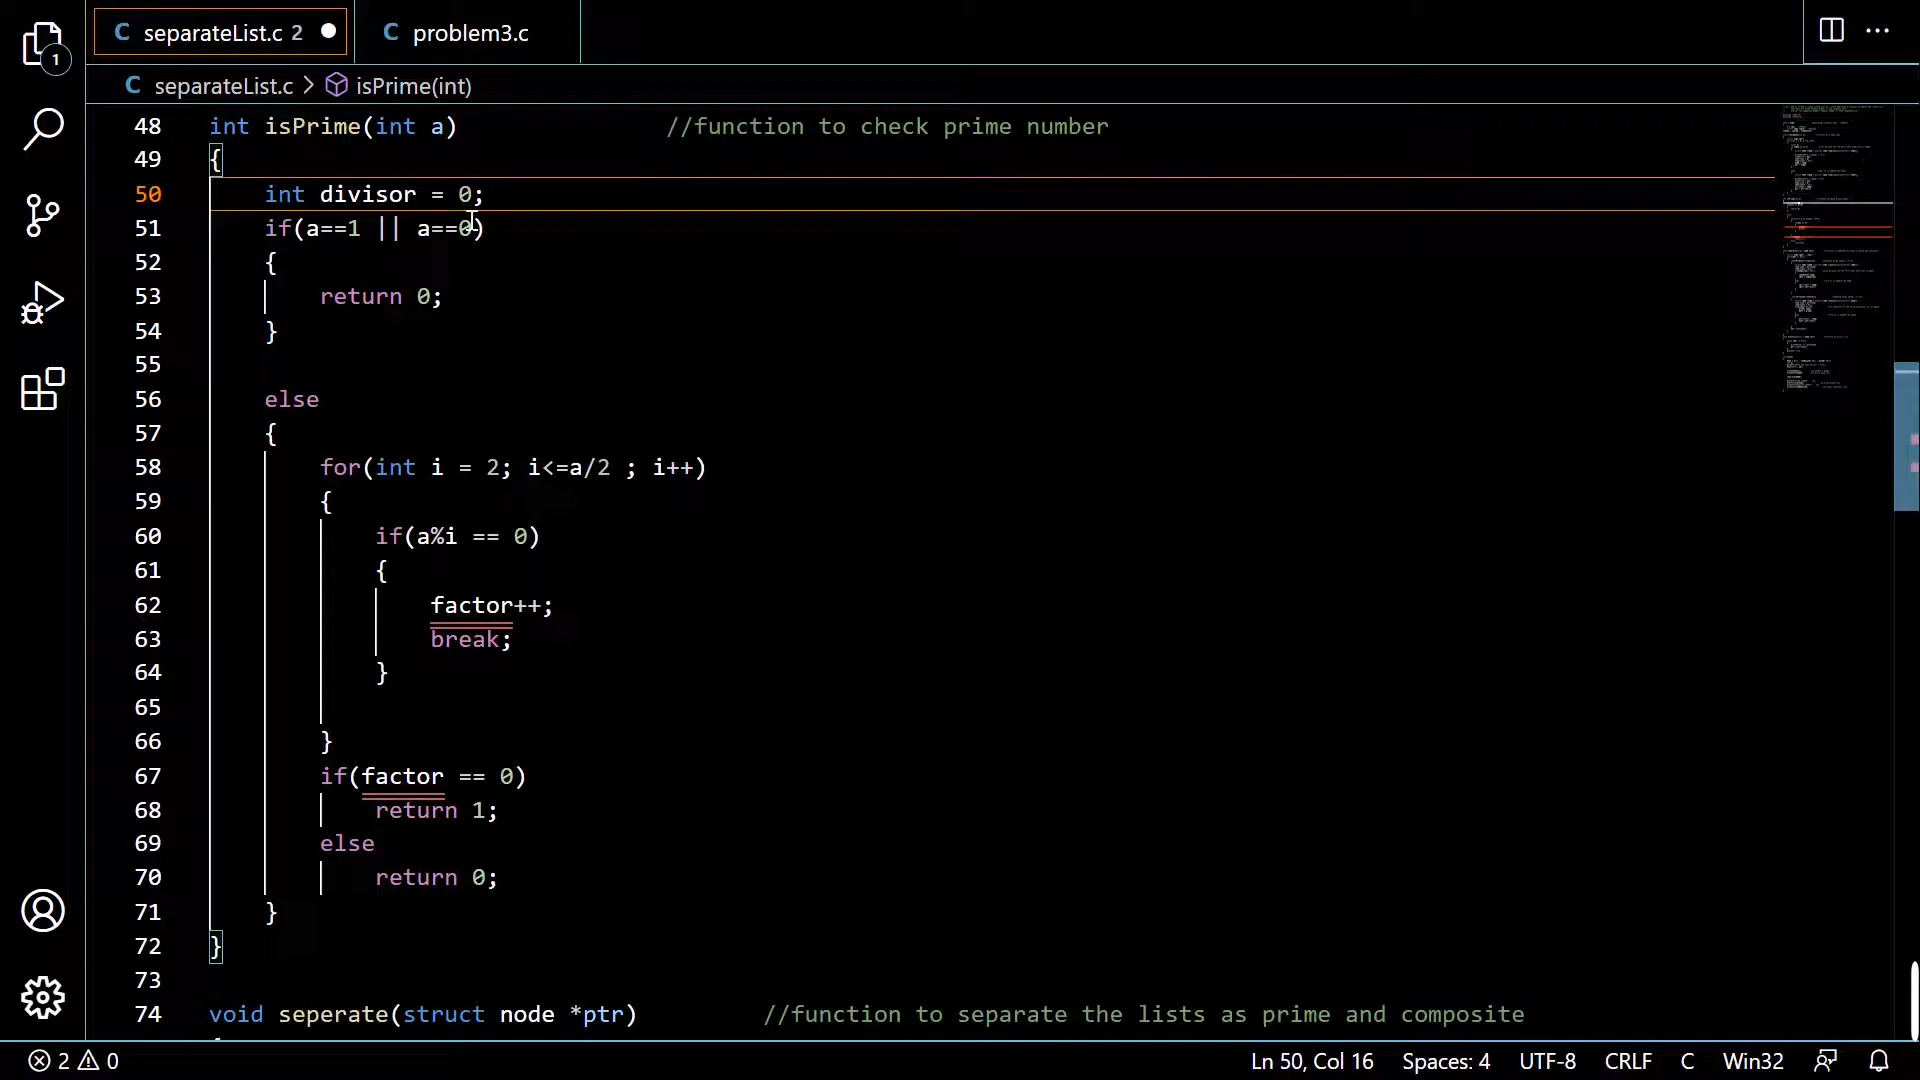 separateList.c 2
problem3.c
1
separateList.c > isPrime(int)
48 int isPrime(int a) //function to check prime number
49 {
50 int divisor = 0;
51 if(a==1 || a==0)
52 {
53 return 0;
54 }
55
56 else
57 {
58 for(int i = 2; i<=a/2 ; i++)
59 {
60 if(a%i == 0)
61 {
62 factor++;
63 break;
64 }
65
66 }
67 if(factor == 0)
68 return 1;
69 else
70 return 0;
71 }
72 }
73
74 void seperate(struct node *ptr) //function to separate the lists as prime and composite
2 0 Ln 50, Col 16 Spaces: 4 UTF-8 CRLF C Win32